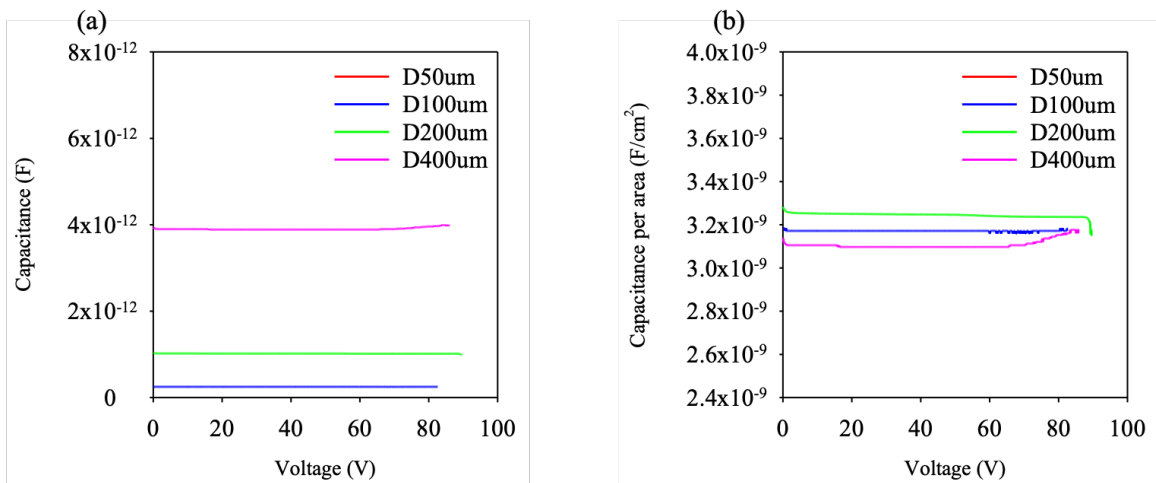 (a)
8x10-12
6x10-12
4x10-12
2x10-12
0
Capacitance (F)
D50um
D100um
D200um
D400um
0 20 40 60 80 100
Voltage (V)
(b)
4.0x10-9
3.8x10-9
3.6x10-9
3.4x10-9
3.2x10-9
3.0x10-9
2.8x10-9
2.6x10-9
2.4x10-9
Capacitance per area (F/cm2)
D50um
D100um
D200um
D400um
0 20 40 60 80 100
Voltage (V)